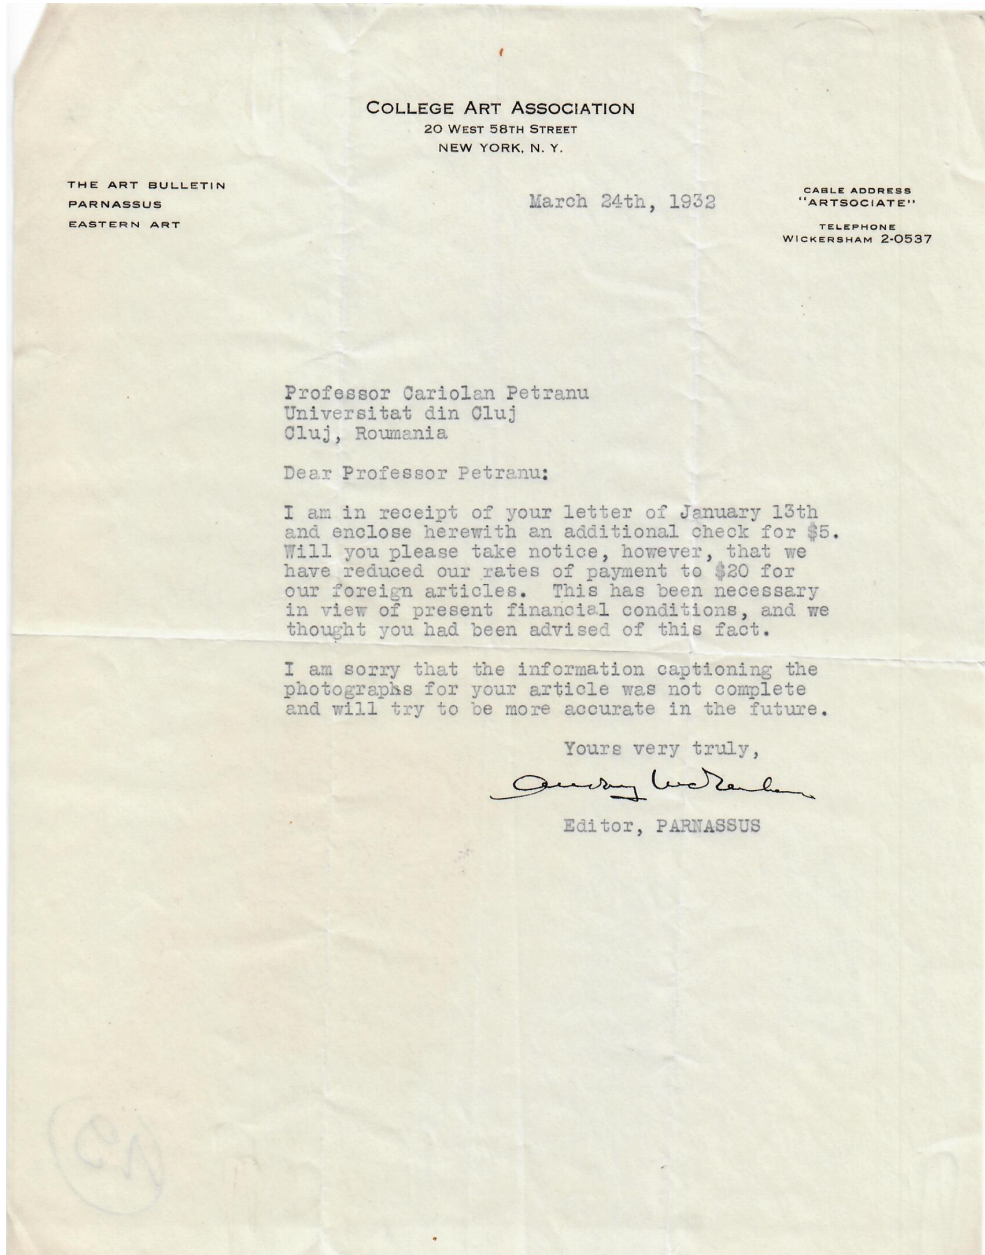 COLLEGE ART ASSOCIATION
20 WEST 58TH STREET
NEW YORK, N. Y.
THE ART BULLETIN
PARNASSUS
EASTERN ART
March 24th, 1932
CABLE ADDRESS
"ARTSOCIATE"
TELEPHONE
WICKERSHAM 2-0537
Professor Cariolan Petranu
Universitat din Cluj
Cluj, Roumania
Dear Professor Petranu:
I am in receipt of your letter of January 13th
and enclose herewith an additional check for $5.
Will you please take notice, however, that we
have reduced our rates of payment to $20 for
our foreign articles. This has been necessary
in view of present financial conditions, and we
thought you had been advised of this fact.
I am sorry that the information captioning the
photographs for your article was not complete
and will try to be more accurate in the future.
Yours very truly,
Editor, PARNASSUS